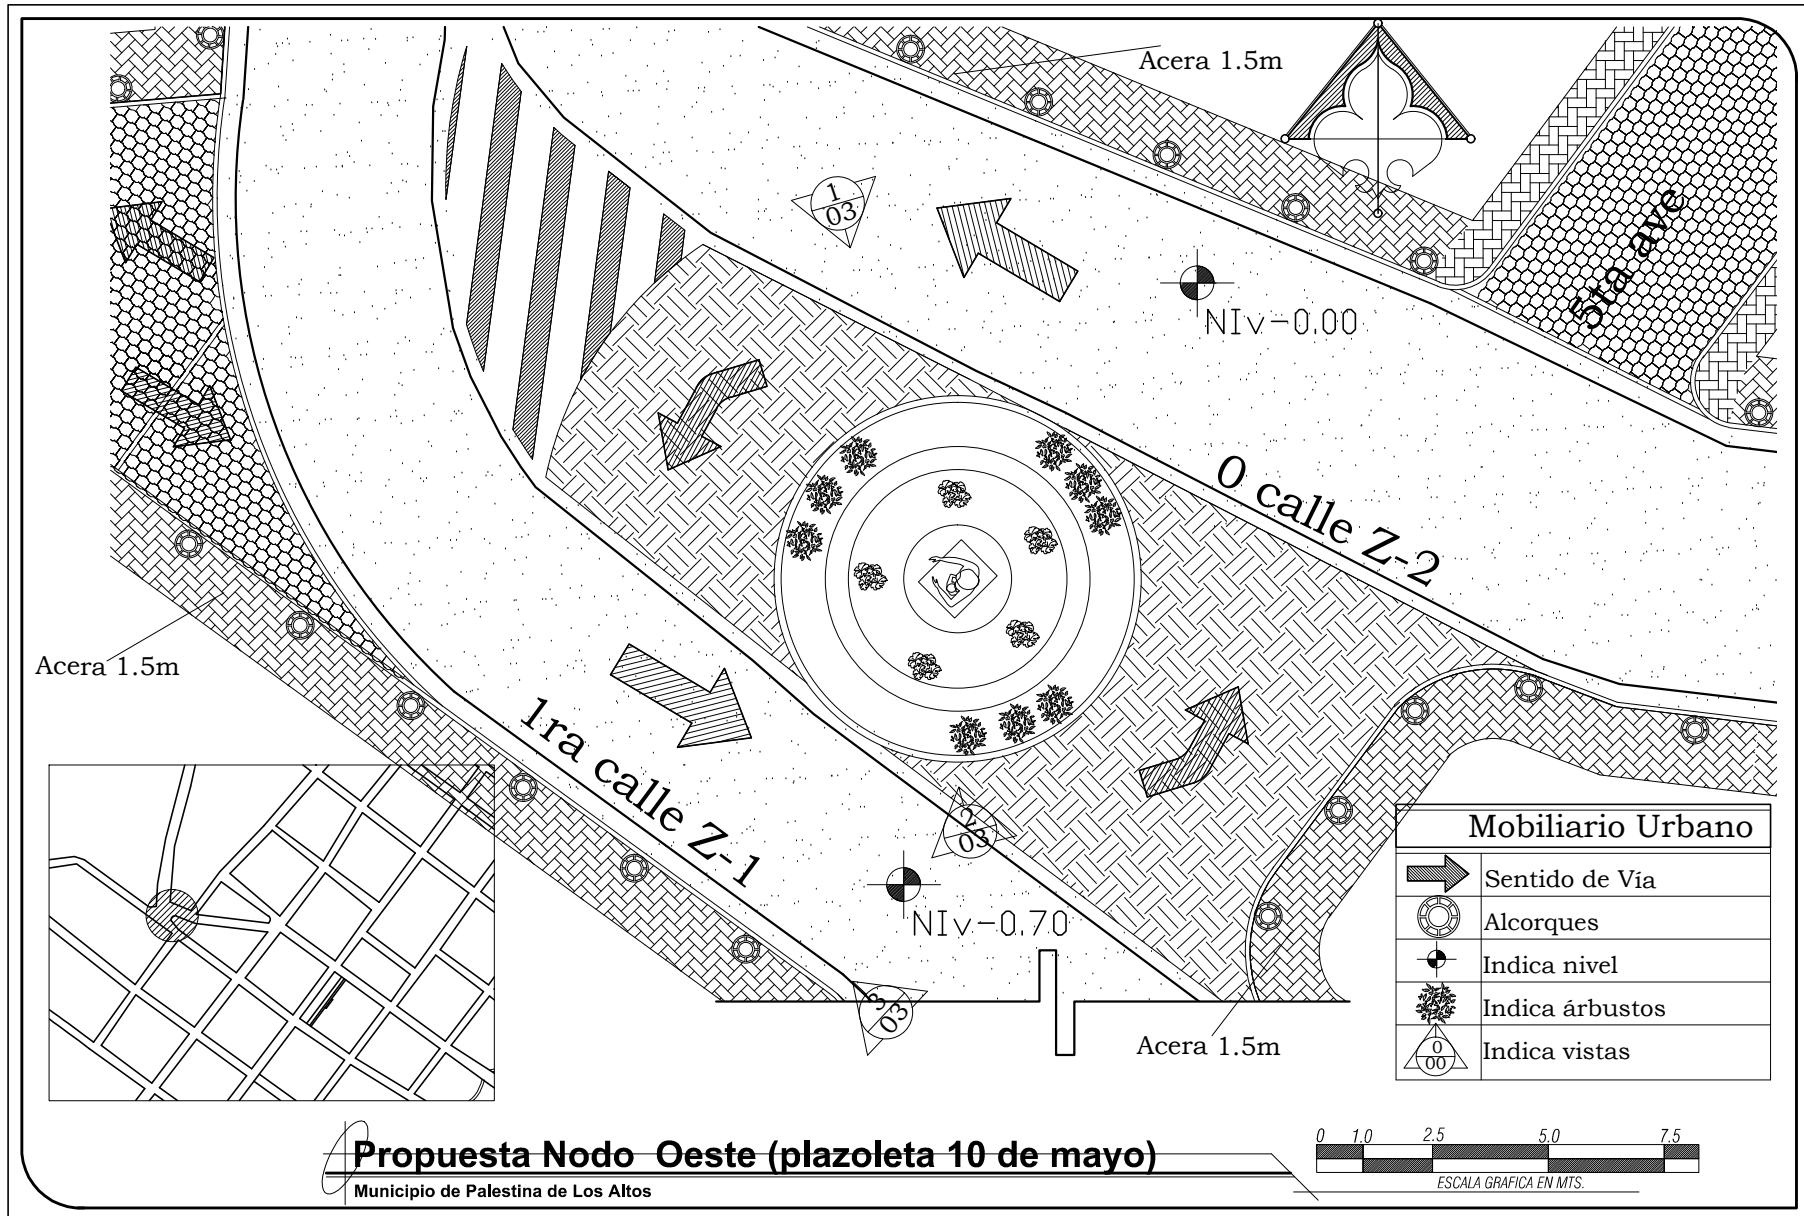 Acera 1.5m
5ta ave
1
03
NIv-0.00
0 calle Z-2
Acera 1.5m
1ra calle Z-1
2
03
NIv-0.70
3
03
Acera 1.5m
Mobiliario Urbano
Sentido de Vía
Alcorques
Indica nivel
Indica árbustos
0
00
Indica vistas
Propuesta Nodo Oeste (plazoleta 10 de mayo)
Municipio de Palestina de Los Altos
0 1.0 2.5 5.0 7.5
ESCALA GRAFICA EN MTS.